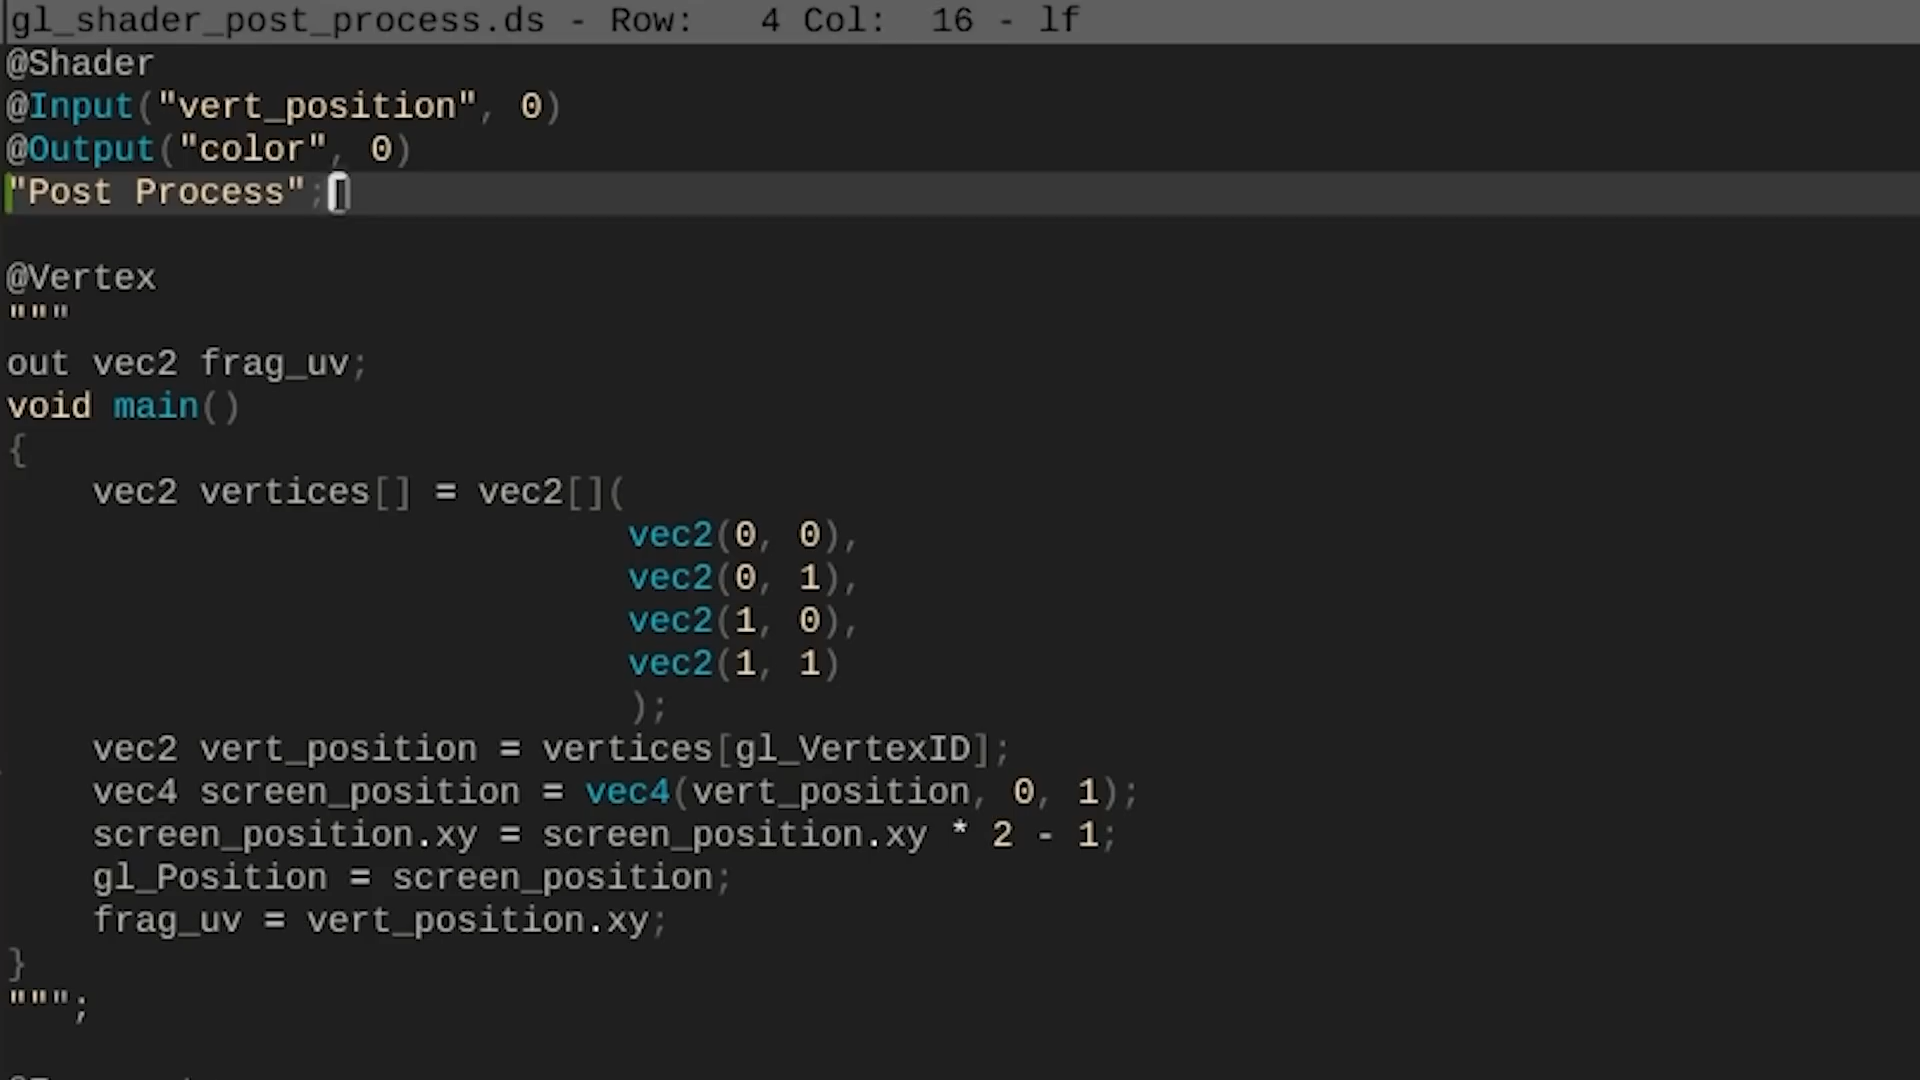 gl_shader_post_process.ds - Row:   4 Col:  16 - lf
@Shader
@Input("vert_position", 0)
@Output("color", 0)
"Post Process";

@Vertex
"""
out vec2 frag_uv;
void main()
{
    vec2 vertices[] = vec2[](
                             vec2(0, 0),
                             vec2(0, 1),
                             vec2(1, 0),
                             vec2(1, 1)
                             );
    vec2 vert_position = vertices[gl_VertexID];
    vec4 screen_position = vec4(vert_position, 0, 1);
    screen_position.xy = screen_position.xy * 2 - 1;
    gl_Position = screen_position;
    frag_uv = vert_position.xy;
}
""";